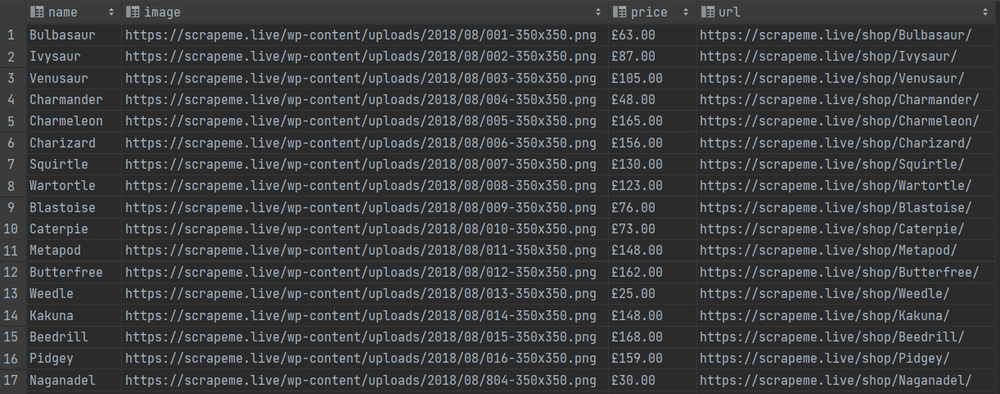 name image price url
1 Bulbasaur https://scrapeme.live/wp-content/uploads/2018/08/001-350x350.png £63.00 https://scrapeme.live/shop/Bulbasaur/
2 Ivysaur https://scrapeme.live/wp-content/uploads/2018/08/002-350x350.png £87.00 https://scrapeme.live/shop/Ivysaur/
3 Venusaur https://scrapeme.live/wp-content/uploads/2018/08/003-350x350.png £105.00 https://scrapeme.live/shop/Venusaur/
4 Charmander https://scrapeme.live/wp-content/uploads/2018/08/004-350x350.png £48.00 https://scrapeme.live/shop/Charmander/
5 Charmeleon https://scrapeme.live/wp-content/uploads/2018/08/005-350x350.png £165.00 https://scrapeme.live/shop/Charmeleon/
6 Charizard https://scrapeme.live/wp-content/uploads/2018/08/006-350x350.png £156.00 https://scrapeme.live/shop/Charizard/
7 Squirtle https://scrapeme.live/wp-content/uploads/2018/08/007-350x350.png £130.00 https://scrapeme.live/shop/Squirtle/
8 Wartortle https://scrapeme.live/wp-content/uploads/2018/08/008-350x350.png £123.00 https://scrapeme.live/shop/Wartortle/
9 Blastoise https://scrapeme.live/wp-content/uploads/2018/08/009-350x350.png £76.00 https://scrapeme.live/shop/Blastoise/
10 Caterpie https://scrapeme.live/wp-content/uploads/2018/08/010-350x350.png £73.00 https://scrapeme.live/shop/Caterpie/
11 Metapod https://scrapeme.live/wp-content/uploads/2018/08/011-350x350.png £148.00 https://scrapeme.live/shop/Metapod/
12 Butterfree https://scrapeme.live/wp-content/uploads/2018/08/012-350x350.png £162.00 https://scrapeme.live/shop/Butterfree/
13 Weedle https://scrapeme.live/wp-content/uploads/2018/08/013-350x350.png £25.00 https://scrapeme.live/shop/Weedle/
14 Kakuna https://scrapeme.live/wp-content/uploads/2018/08/014-350x350.png £148.00 https://scrapeme.live/shop/Kakuna/
15 Beedrill https://scrapeme.live/wp-content/uploads/2018/08/015-350x350.png £168.00 https://scrapeme.live/shop/Beedrill/
16 Pidgey https://scrapeme.live/wp-content/uploads/2018/08/016-350x350.png £159.00 https://scrapeme.live/shop/Pidgey/
17 Naganadel https://scrapeme.live/wp-content/uploads/2018/08/804-350x350.png £30.00 https://scrapeme.live/shop/Naganadel/